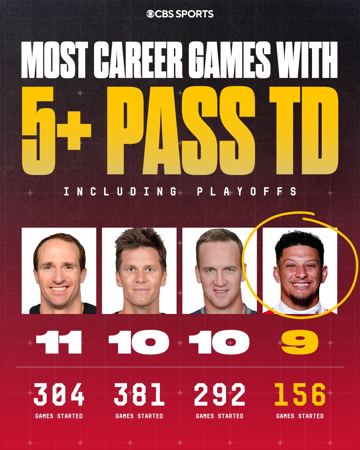 CBS SPORTS
MOST CAREER GAMES WITH
5+ PASS TD
INCLUDING PLAYOFFS
11 10 10 9
304 381 292 156
GAMES STARTED GAMES STARTED GAMES STARTED GAMES STARTED